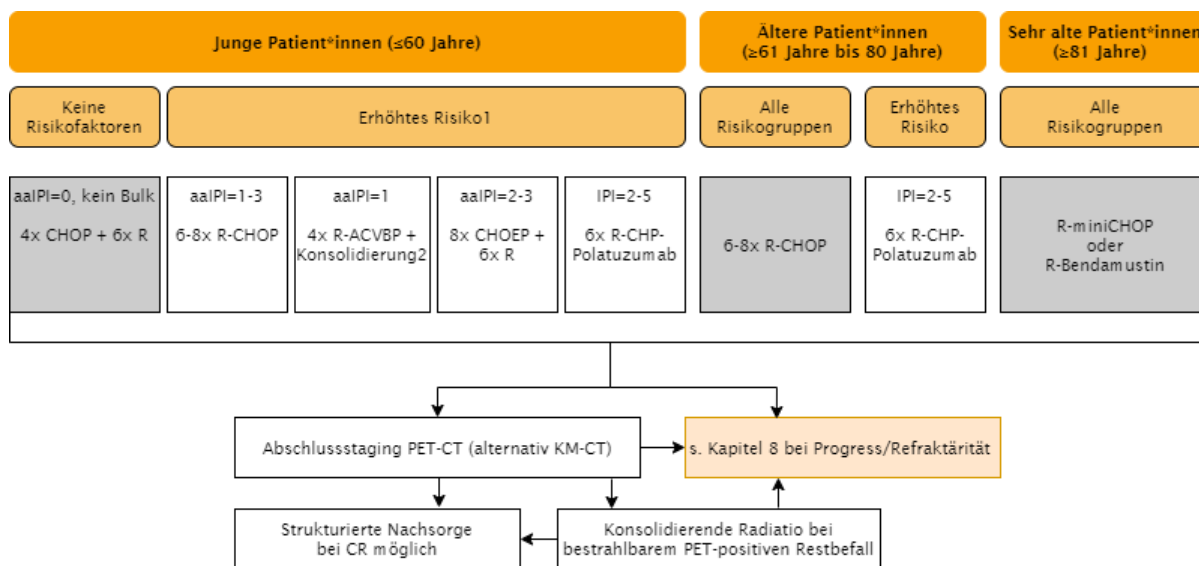 Junge Patient*innen (≤60 Jahre)
Ältere Patient*innen
(≥61 Jahre bis 80 Jahre)
Sehr alte Patient*innen
(≥81 Jahre)
Keine
Risikofaktoren
Erhöhtes Risiko1
Alle
Risikogruppen
Erhöhtes
Risiko
Alle
Risikogruppen
aaIPI=0, kein Bulk
4x CHOP + 6x R
aaIPI=1-3
6-8x R-CHOP
aaIPI=1
4x R-ACVBP +
Konsolidierung2
aaIPI=2-3
8x CHOEP +
6x R
IPI=2-5
6x R-CHP-
Polatuzumab
6-8x R-CHOP
IPI=2-5
6x R-CHP-
Polatuzumab
R-miniCHOP
oder
R-Bendamustin
Abschlussstaging PET-CT (alternativ KM-CT)
s. Kapitel 8 bei Progress/Refraktärität
Strukturierte Nachsorge
bei CR möglich
Konsolidierende Radiatio bei
bestrahlbarem PET-positiven Restbefall